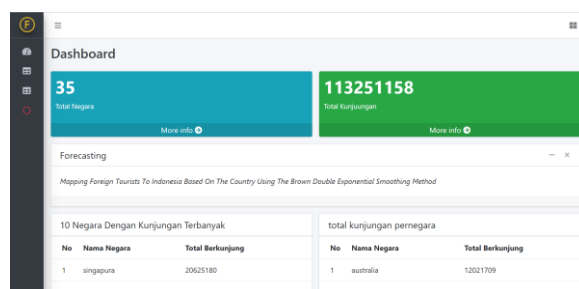 F
Dashboard
35
Total Negara
More info
113251158
Total Kunjuungan
More info
Forecasting
Mapping Foreign Tourists To Indonesia Based On The Country Using The Brown Double Exponential Smoothing Method
10 Negara Dengan Kunjungan Terbanyak
No Nama Negara Total Berkunjung
1 singapura 20625180
total kunjungan pernegara
No Nama Negara Total Berkunjung
1 australia 12021709